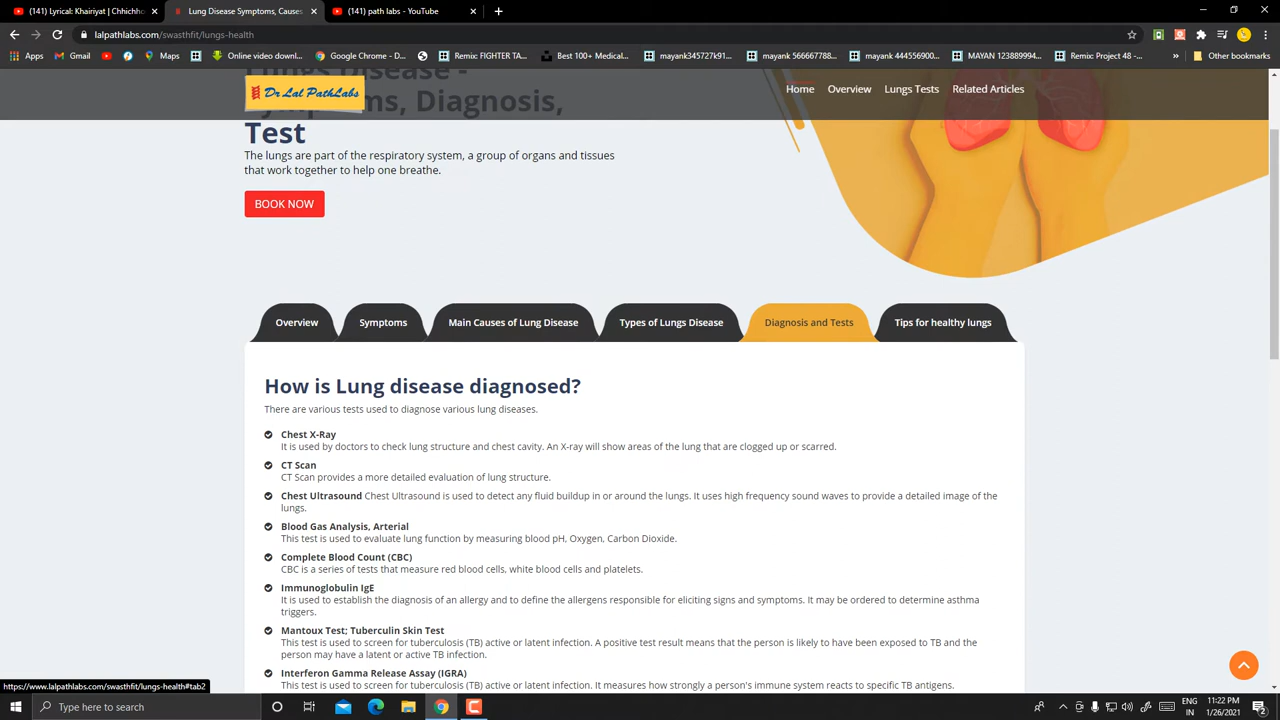 (141) Lyrical: Khairiyat | Chhichho
Lung Disease Symptoms, Causes
(141) path labs - YouTube
lalpathlabs.com/swasthfit/lungs-health
Apps
Gmail
YouTube
Maps
القنوات
Download
Google Chrome - D...
Remix: FIGHTER TA...
Best 100+ Medical...
mayank345727k91...
mayank566667788...
mayank 444556900...
MAYAN 123889994...
Remix Project 48 -...
Other bookmarks
Dr Lal PathLabs
Home
Overview
Lungs Tests
Related Articles
Lungs Disease -
Symptoms, Diagnosis,
Test
The lungs are part of the respiratory system, a group of organs and tissues
that work together to help one breathe.
BOOK NOW
Overview
Symptoms
Main Causes of Lung Disease
Types of Lungs Disease
Diagnosis and Tests
Tips for healthy lungs
How is Lung disease diagnosed?
There are various tests used to diagnose various lung diseases.
Chest X-Ray
It is used by doctors to check lung structure and chest cavity. An X-ray will show areas of the lung that are clogged up or scarred.
CT Scan
CT Scan provides a more detailed evaluation of lung structure.
Chest Ultrasound Chest Ultrasound is used to detect any fluid buildup in or around the lungs. It uses high frequency sound waves to provide a detailed image of the
lungs.
Blood Gas Analysis, Arterial
This test is used to evaluate lung function by measuring blood pH, Oxygen, Carbon Dioxide.
Complete Blood Count (CBC)
CBC is a series of tests that measure red blood cells, white blood cells and platelets.
Immunoglobulin IgE
It is used to establish the diagnosis of an allergy and to define the allergens responsible for eliciting signs and symptoms. It may be ordered to determine asthma
triggers.
Mantoux Test; Tuberculin Skin Test
This test is used to screen for tuberculosis (TB) active or latent infection. A positive test result means that the person is likely to have been exposed to TB and the
person may have a latent or active TB infection.
Interferon Gamma Release Assay (IGRA)
This test is used to screen for tuberculosis (TB) active or latent infection. It measures how strongly a person's immune system reacts to specific TB antigens.
https://www.lalpathlabs.com/swasthfit/lungs-health#tab2
Type here to search
ENG
IN
11:22 PM
1/26/2021
2